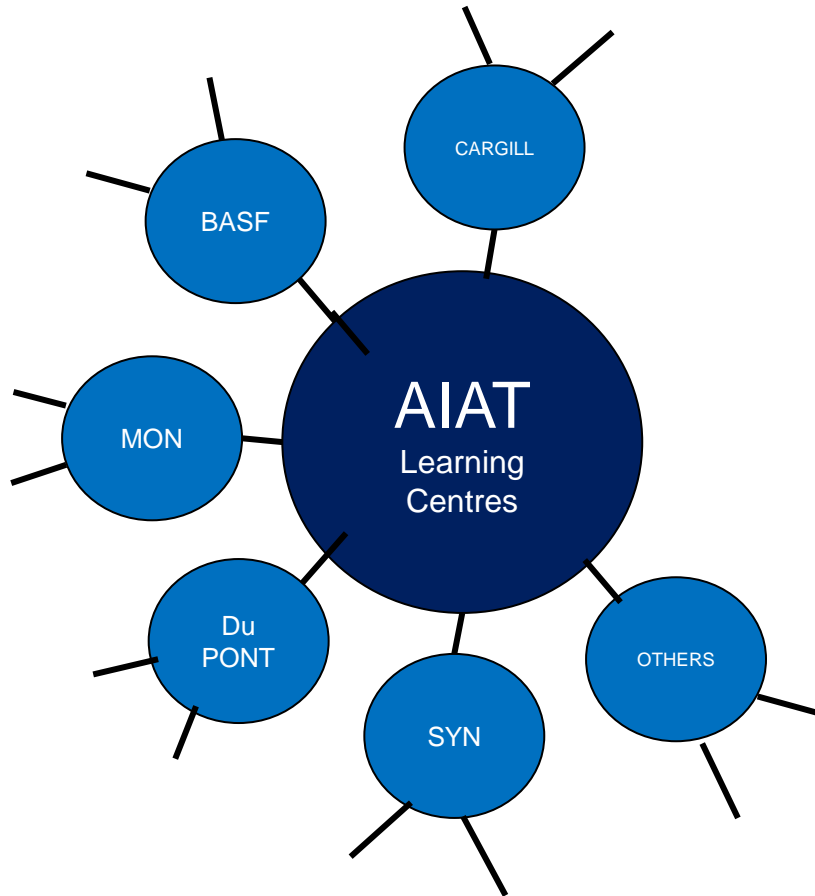 CARGILL
BASF
AIAT
Learning
Centres
MON
Du
PONT
OTHERS
SYN